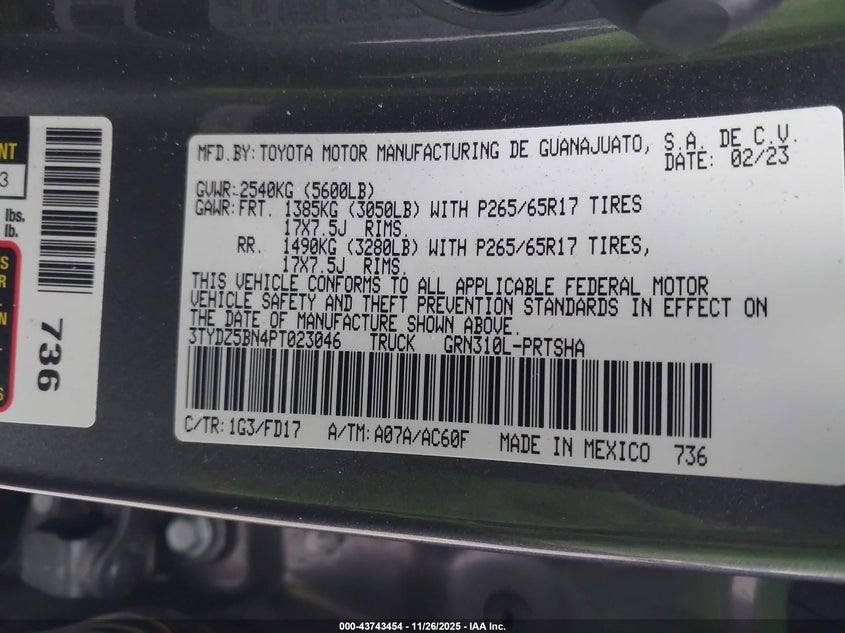 MFD.BY: TOYOTA MOTOR MANUFACTURING DE GUANAJUATO, S.A. DE C.V.
DATE: 02/23
GVWR: 2540KG (5600LB)
GAWR: FRT. 1385KG (3050LB) WITH P265/65R17 TIRES
17X7.5J RIMS.
RR. 1490KG (3280LB) WITH P265/65R17 TIRES,
17X7.5J RIMS.
THIS VEHICLE CONFORMS TO ALL APPLICABLE FEDERAL MOTOR
VEHICLE SAFETY AND THEFT PREVENTION STANDARDS IN EFFECT ON
THE DATE OF MANUFACTURE SHOWN ABOVE.
3TYDZ5BN4PT023046 TRUCK GRN310L-PRTSHA
C/TR: 1G3/FD17 A/TM: A07A/AC60F MADE IN MEXICO 736
NT
3
lbs.
lb.
S
R
N
S
736
000-43743454 - 11/26/2025 - IAA Inc.